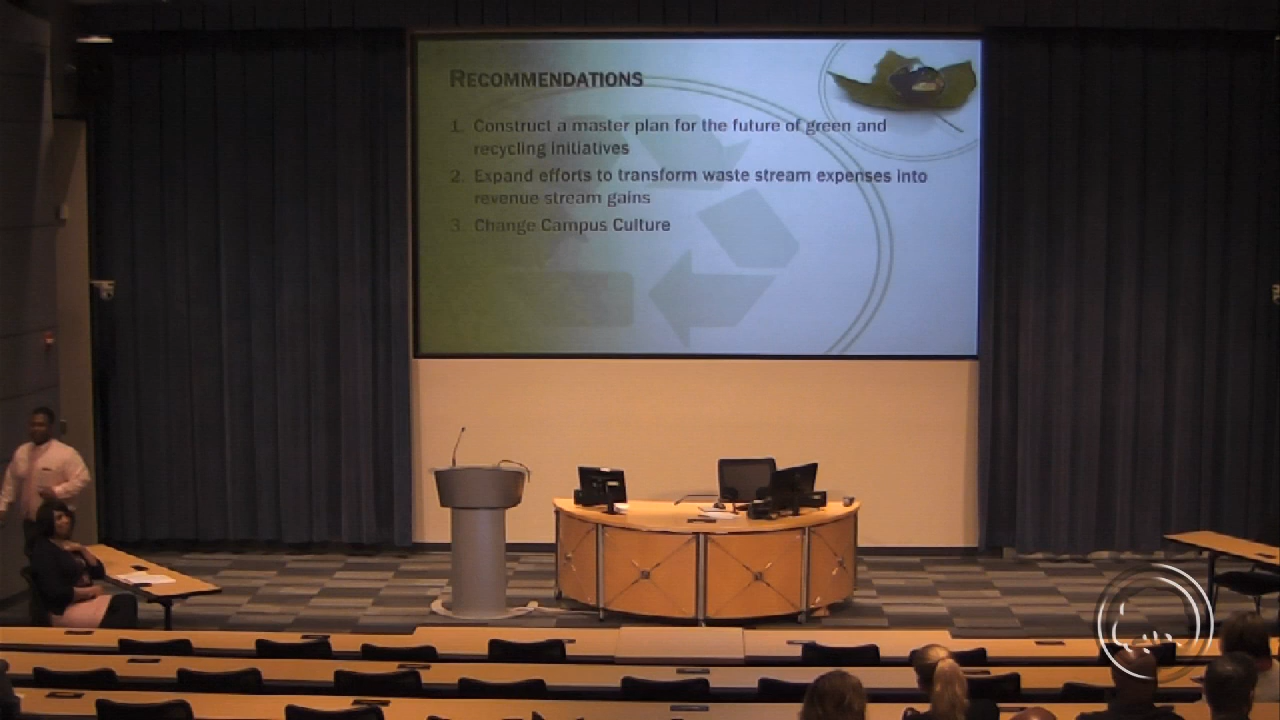 RECOMMENDATIONS
1. Construct a master plan for the future of green and
recycling initiatives
2. Expand efforts to transform waste stream expenses into
revenue stream gains
3. Change Campus Culture